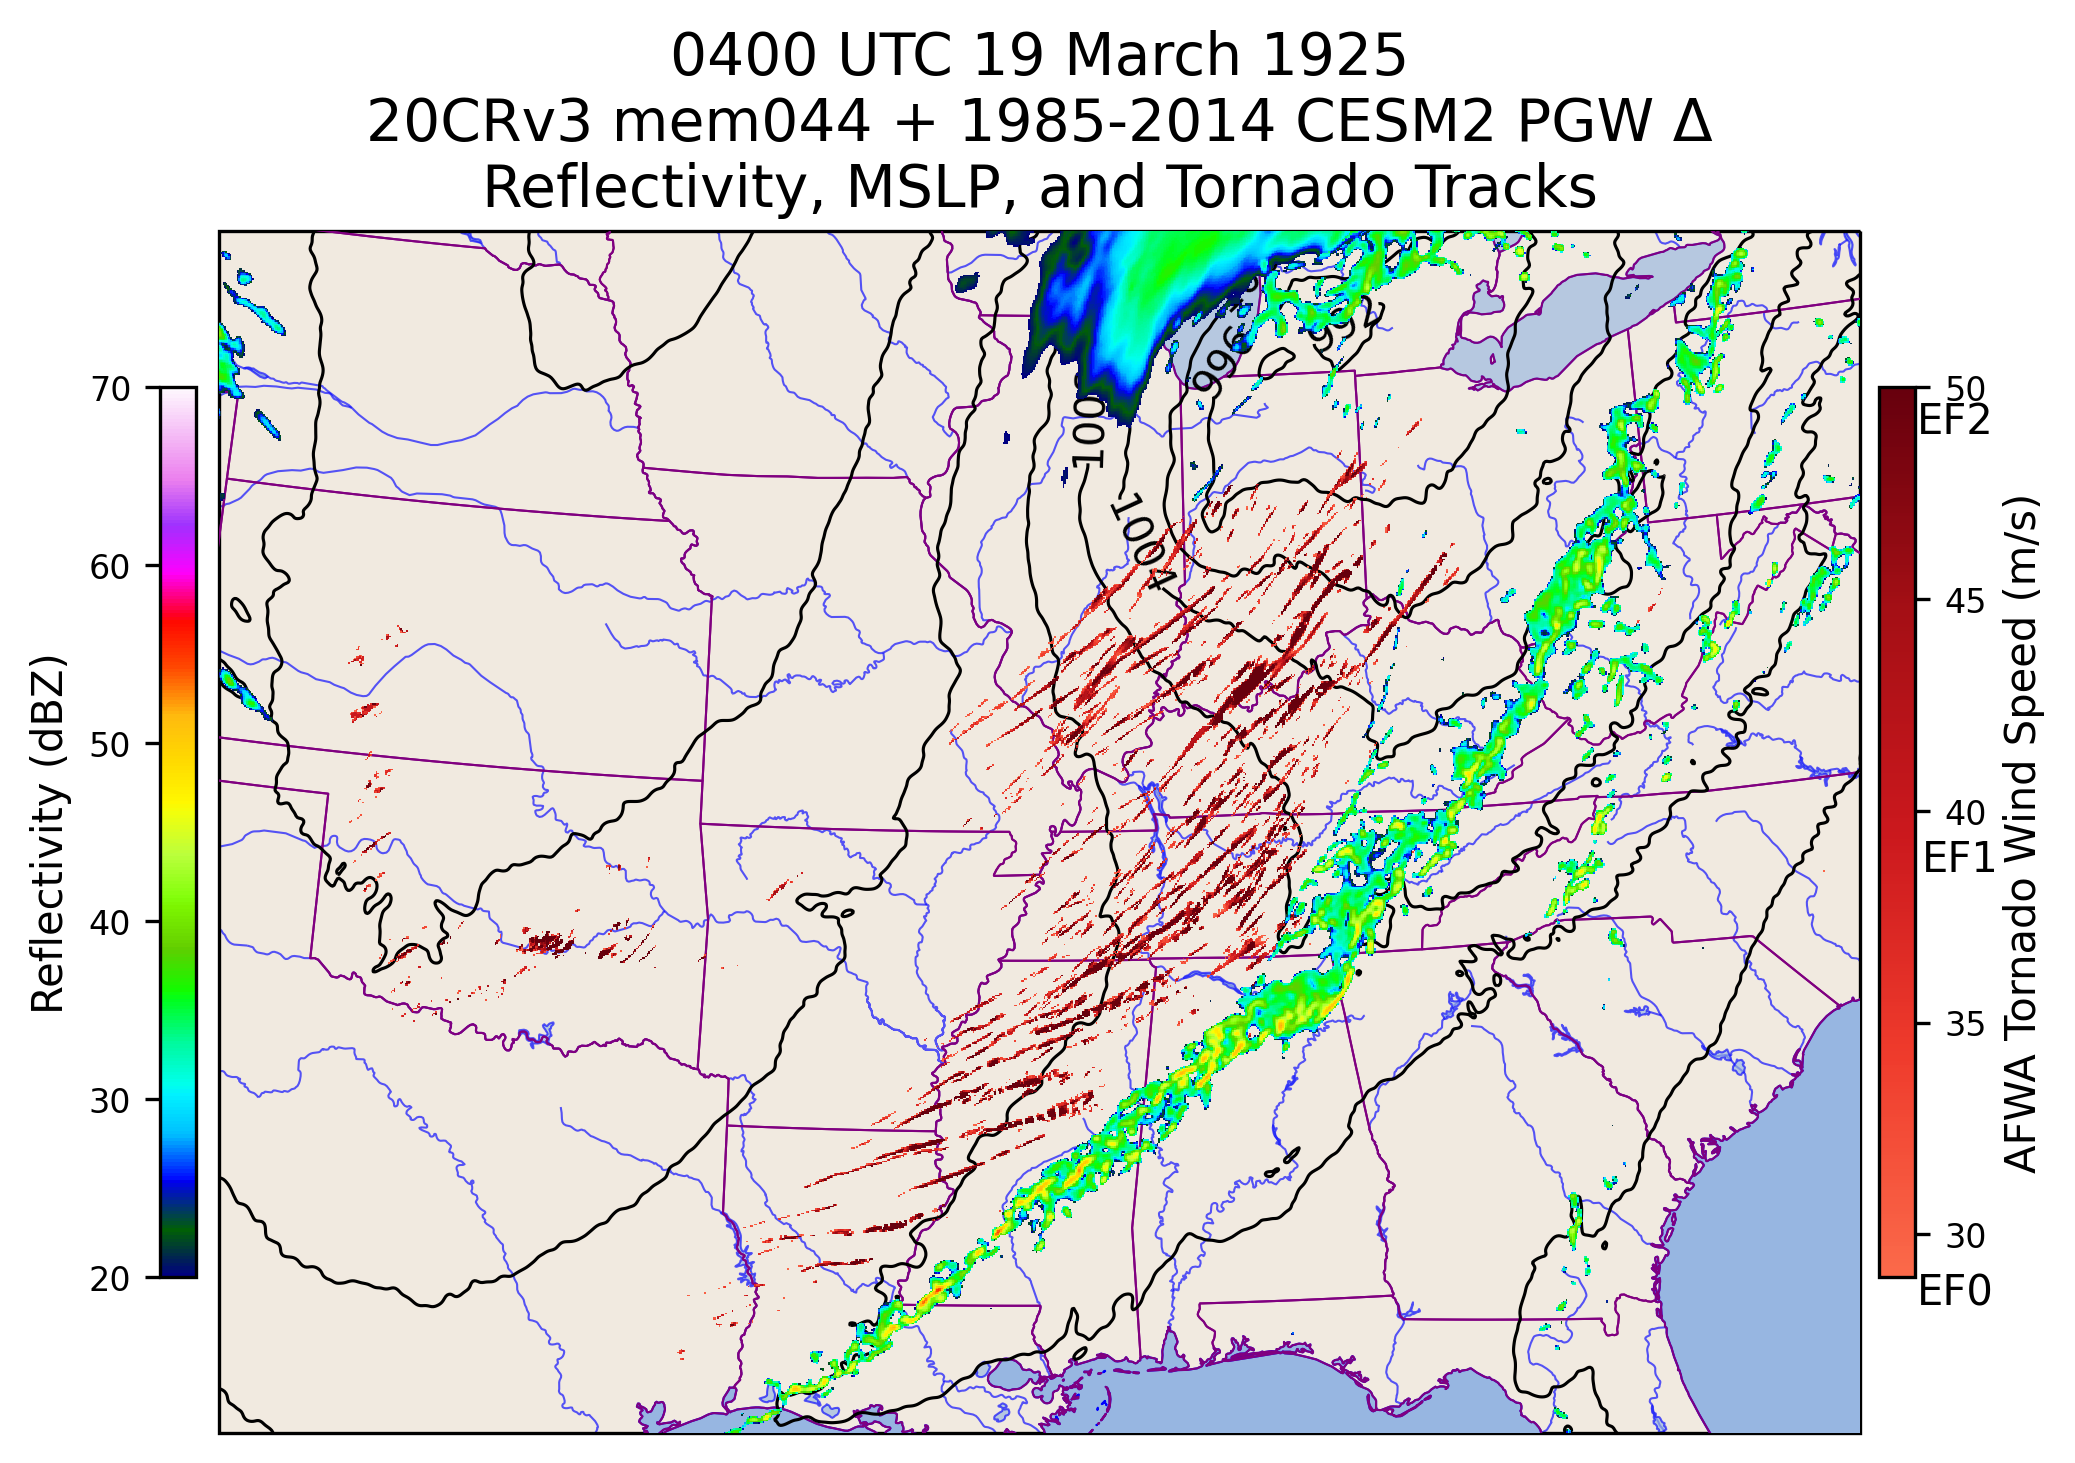 0400 UTC 19 March 1925
20CRv3 mem044 + 1985-2014 CESM2 PGW Δ
Reflectivity, MSLP, and Tornado Tracks
70
60
50
40
30
20
Reflectivity (dBZ)
996
100
1004
50
EF2
45
40
EF1
35
30
EF0
AFWA Tornado Wind Speed (m/s)